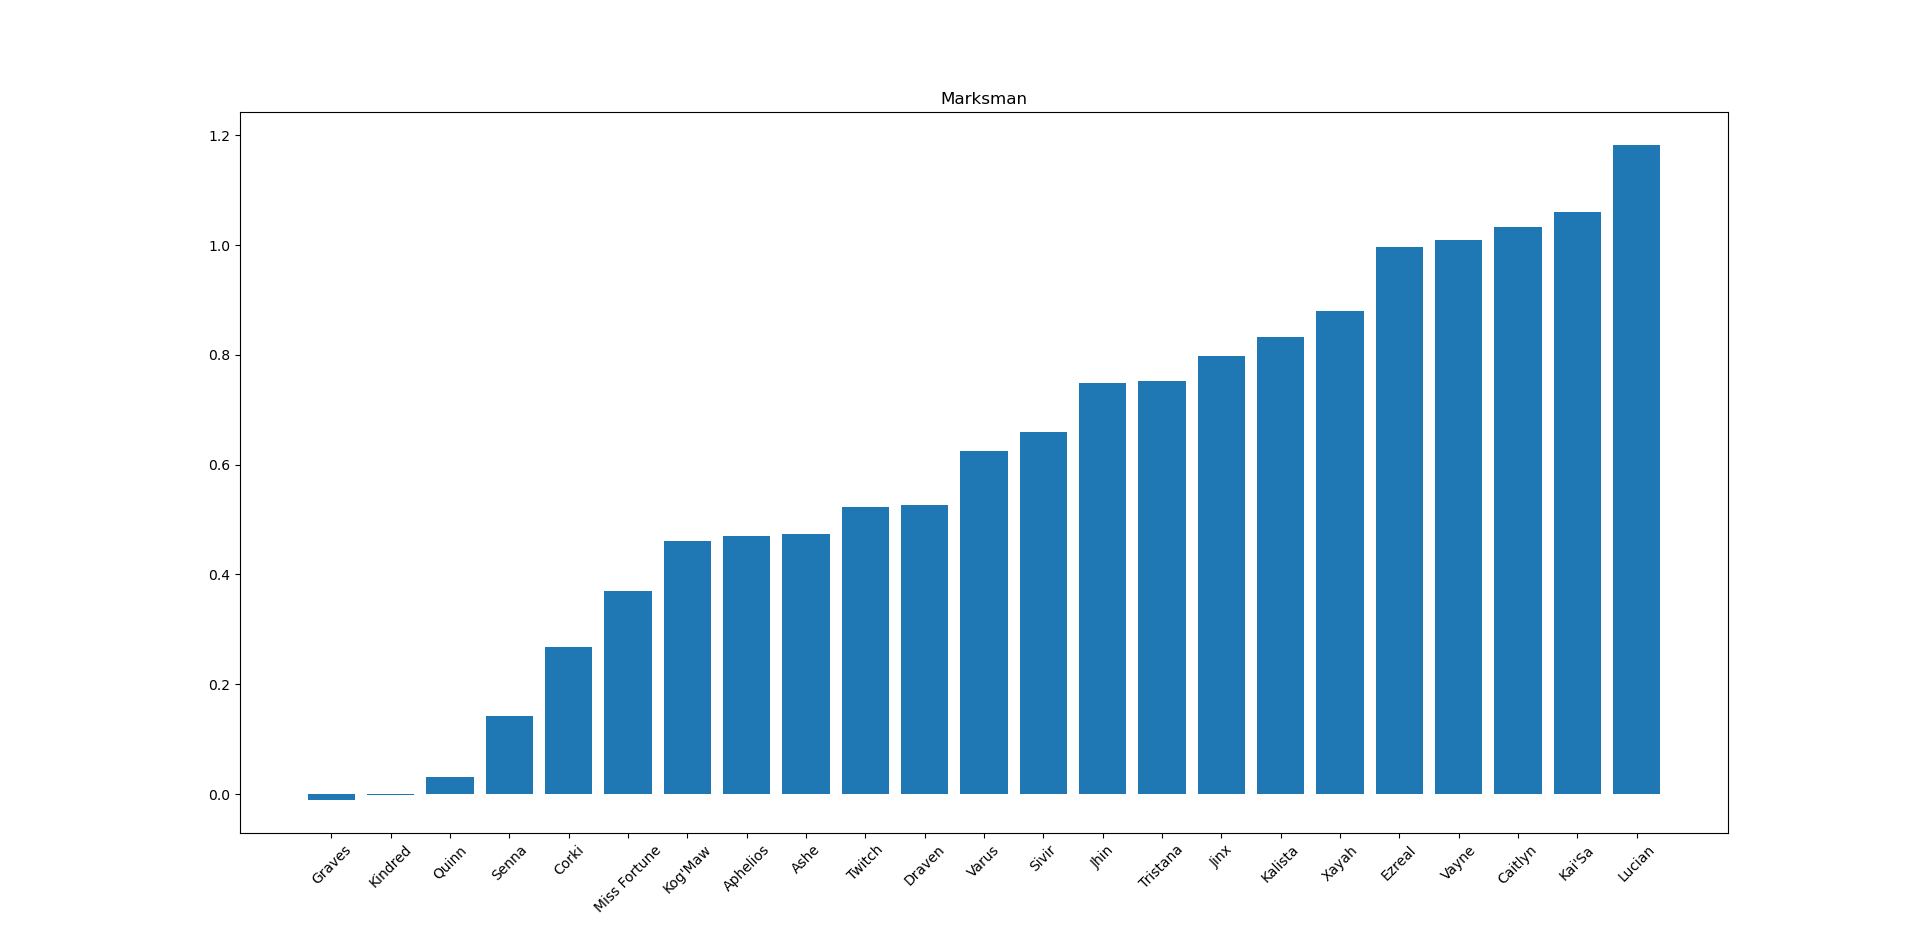 Marksman
1.2
1.0
0.8
0.6
0.4
0.2
0.0
Graves
Kindred
Quinn
Senna
Corki
Miss Fortune
Kog'Maw
Aphelios
Ashe
Twitch
Draven
Varus
Sivir
Jhin
Tristana
Jinx
Kalista
Xayah
Ezreal
Vayne
Caitlyn
Kai'Sa
Lucian